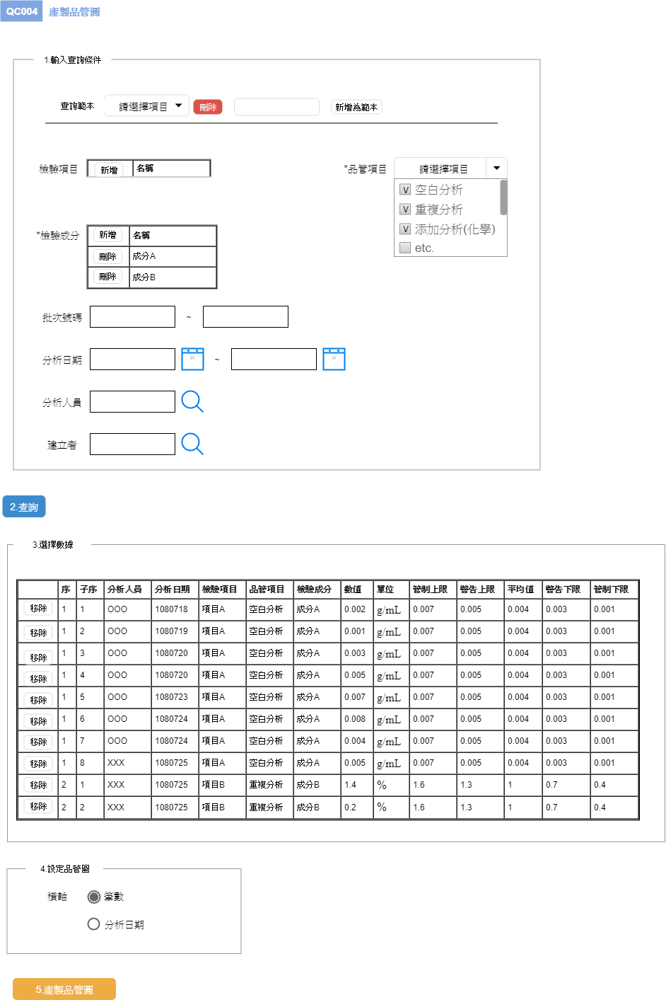 QC004 產製品管圖
1.輸入查詢條件
查詢範本 請選擇項目 刪除 新增為範本
檢驗項目 新增 名稱 *品管項目 請選擇項目
V 空白分析
V 重複分析
V 添加分析(化學)
etc.
*檢驗成分 新增 名稱
刪除 成分A
刪除 成分B
批次號碼 ~
分析日期 15 ~ 15
分析人員
建立者
2.查詢
3.選擇數據
序 子序 分析人員 分析日期 檢驗項目 品管項目 檢驗成分 數值 單位 管制上限 警告上限 平均值 警告下限 管制下限
移除 1 1 OOO 1080718 項目A 空白分析 成分A 0.002 g/mL 0.007 0.005 0.004 0.003 0.001
移除 1 2 OOO 1080719 項目A 空白分析 成分A 0.001 g/mL 0.007 0.005 0.004 0.003 0.001
移除 1 3 OOO 1080720 項目A 空白分析 成分A 0.003 g/mL 0.007 0.005 0.004 0.003 0.001
移除 1 4 OOO 1080720 項目A 空白分析 成分A 0.005 g/mL 0.007 0.005 0.004 0.003 0.001
移除 1 5 OOO 1080723 項目A 空白分析 成分A 0.007 g/mL 0.007 0.005 0.004 0.003 0.001
移除 1 6 OOO 1080724 項目A 空白分析 成分A 0.008 g/mL 0.007 0.005 0.004 0.003 0.001
移除 1 7 OOO 1080724 項目A 空白分析 成分A 0.004 g/mL 0.007 0.005 0.004 0.003 0.001
移除 1 8 XXX 1080725 項目A 空白分析 成分A 0.005 g/mL 0.007 0.005 0.004 0.003 0.001
移除 2 1 XXX 1080725 項目B 重複分析 成分B 1.4 % 1.6 1.3 1 0.7 0.4
移除 2 2 XXX 1080725 項目B 重複分析 成分B 0.2 % 1.6 1.3 1 0.7 0.4
4.設定品管圖
橫軸 筆數
分析日期
5.產製品管圖